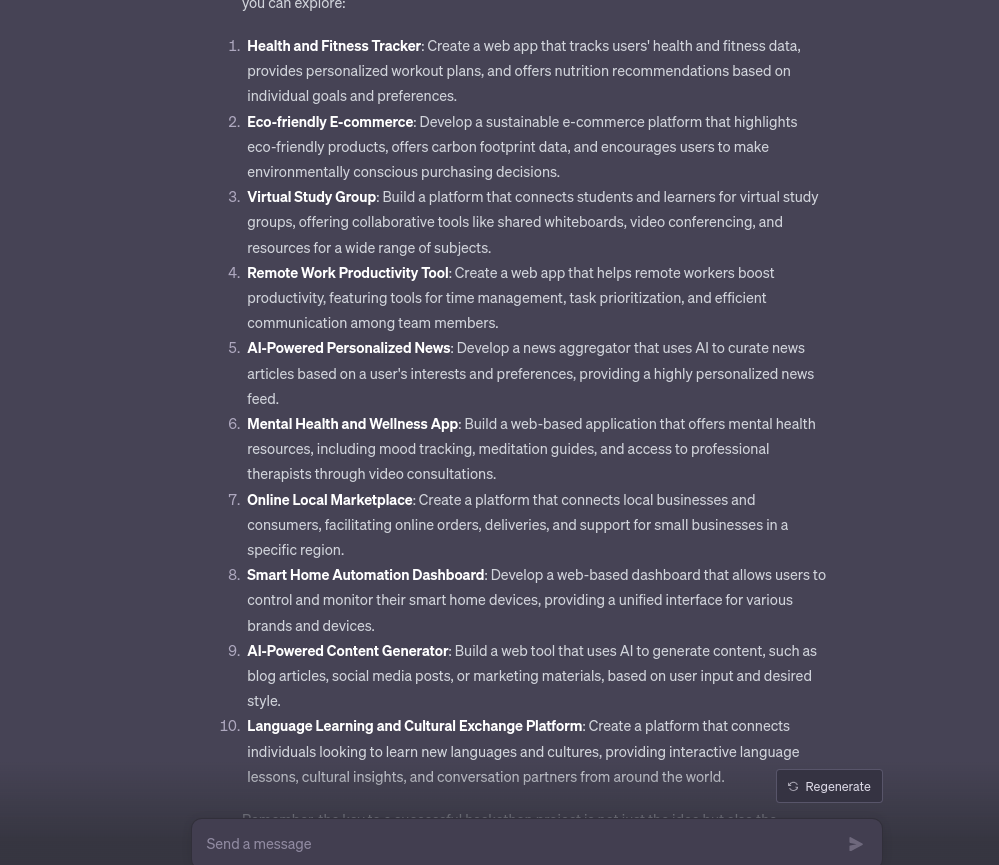 you can explore:
1. Health and Fitness Tracker: Create a web app that tracks users' health and fitness data,
provides personalized workout plans, and offers nutrition recommendations based on
individual goals and preferences.
2. Eco-friendly E-commerce: Develop a sustainable e-commerce platform that highlights
eco-friendly products, offers carbon footprint data, and encourages users to make
environmentally conscious purchasing decisions.
3. Virtual Study Group: Build a platform that connects students and learners for virtual study
groups, offering collaborative tools like shared whiteboards, video conferencing, and
resources for a wide range of subjects.
4. Remote Work Productivity Tool: Create a web app that helps remote workers boost
productivity, featuring tools for time management, task prioritization, and efficient
communication among team members.
5. AI-Powered Personalized News: Develop a news aggregator that uses AI to curate news
articles based on a user's interests and preferences, providing a highly personalized news
feed.
6. Mental Health and Wellness App: Build a web-based application that offers mental health
resources, including mood tracking, meditation guides, and access to professional
therapists through video consultations.
7. Online Local Marketplace: Create a platform that connects local businesses and
consumers, facilitating online orders, deliveries, and support for small businesses in a
specific region.
8. Smart Home Automation Dashboard: Develop a web-based dashboard that allows users to
control and monitor their smart home devices, providing a unified interface for various
brands and devices.
9. AI-Powered Content Generator: Build a web tool that uses AI to generate content, such as
blog articles, social media posts, or marketing materials, based on user input and desired
style.
10. Language Learning and Cultural Exchange Platform: Create a platform that connects
individuals looking to learn new languages and cultures, providing interactive language
lessons, cultural insights, and conversation partners from around the world.
Regenerate
Remember, the key to a successful hackathon project is not just the idea but also the
Send a message